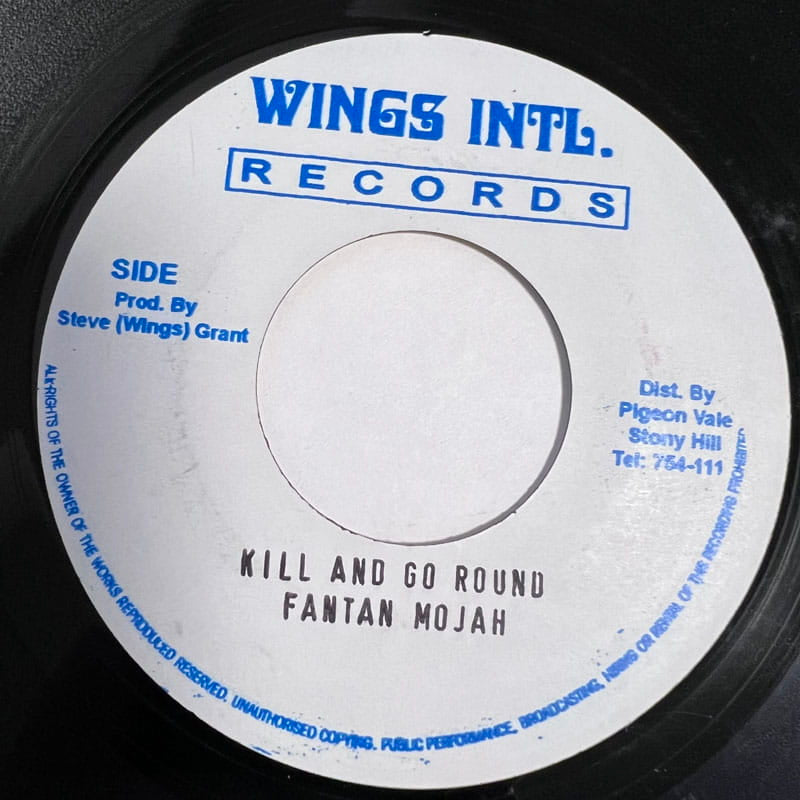 WINGS INTL.
RECORDS
SIDE
Prod. By
Steve (Wings) Grant
Dist. By
Pigeon Vale
Stony Hill
Tel: 754-111
KILL AND GO ROUND
FANTAN MOJAH
ALL RIGHTS OF THE OWNER OF THE WORKS REPRODUCED RESERVED. UNAUTHORISED COPYING. PUBLIC PERFORMANCE, BROADCASTING, HIRING OR RENTAL OF THE RECORDING PROHIBITED